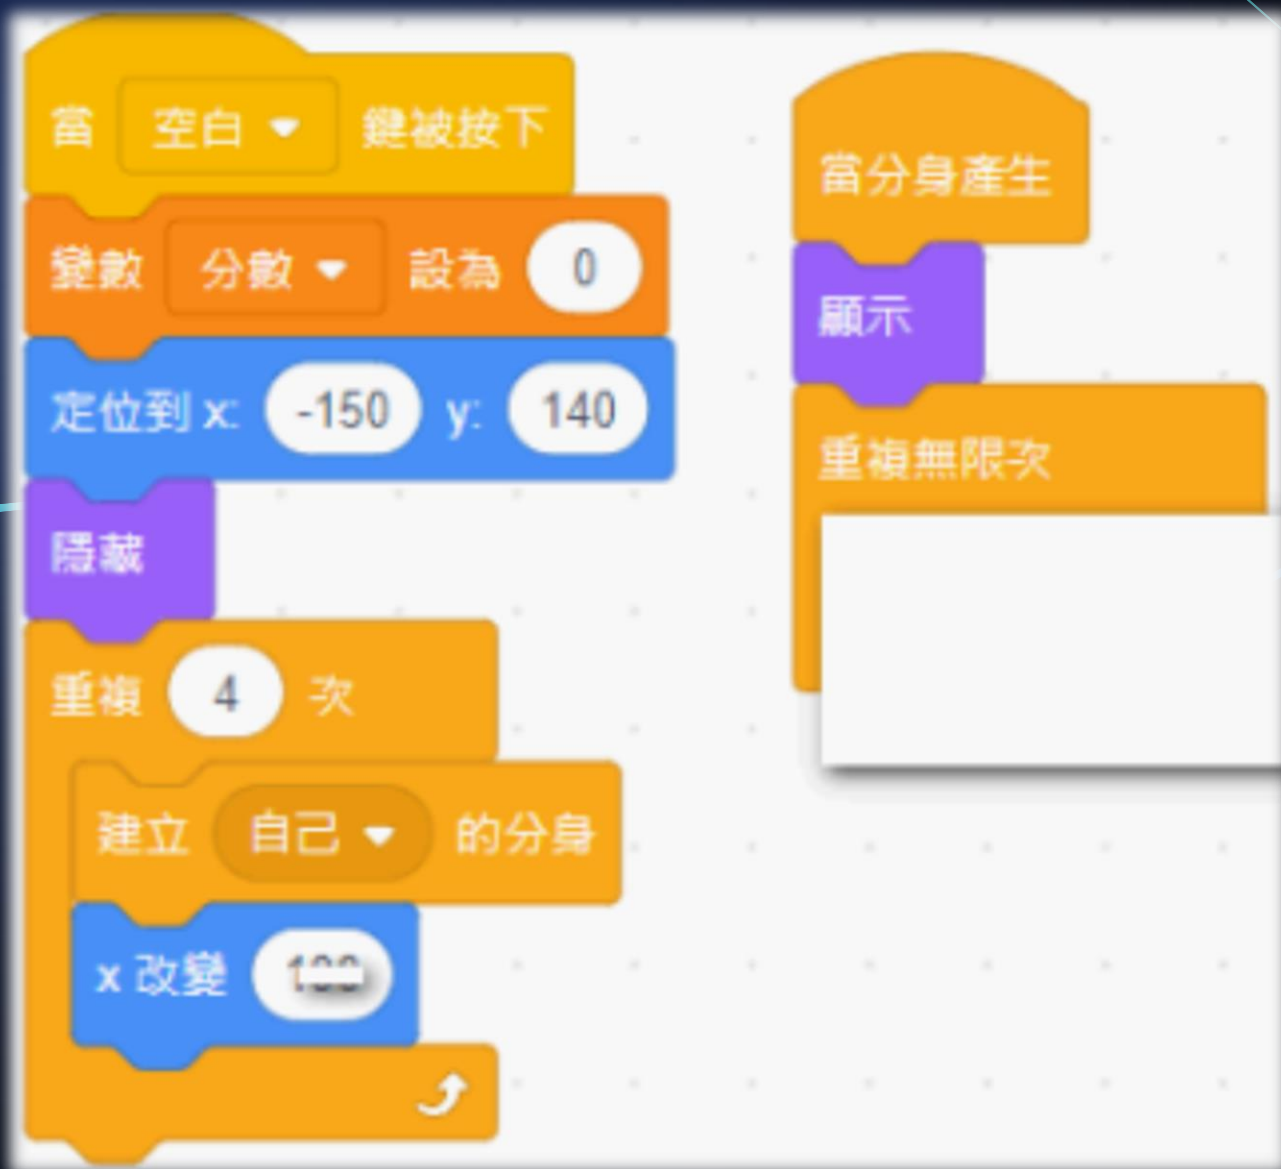 當 空白 鍵被按下
變數 分數 設為 0
定位到 x: -150 y: 140
隱藏
重複 4 次
建立 自己 的分身
x 改變
當分身產生
顯示
重複無限次